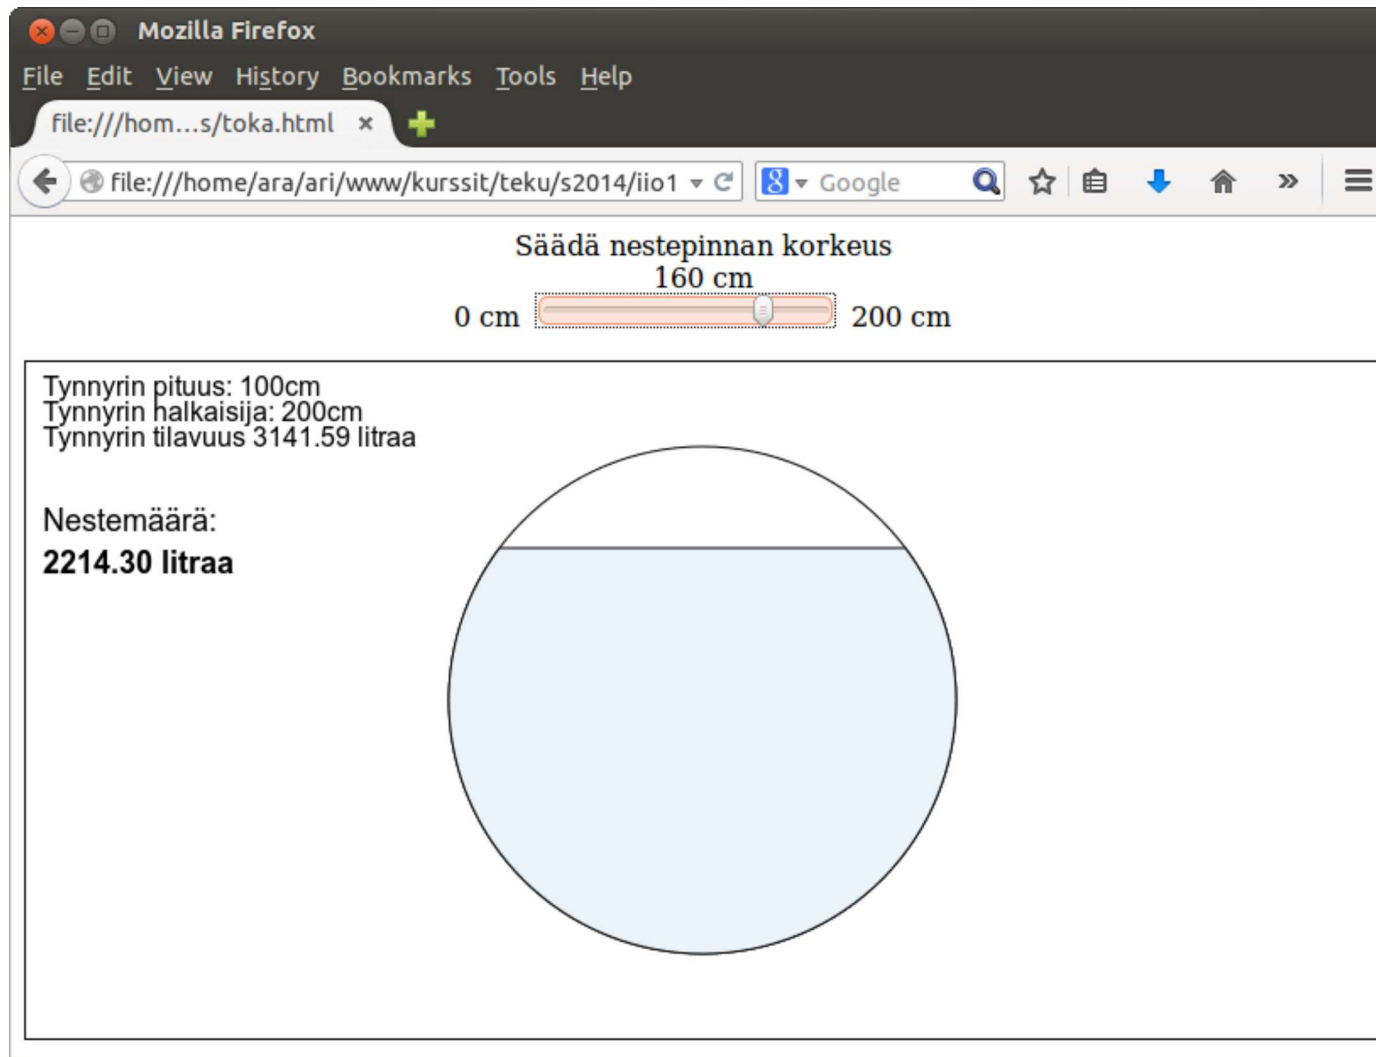 Mozilla Firefox
File Edit View History Bookmarks Tools Help
file:///hom...s/toka.html
file:///home/ara/ari/www/kurssit/teku/s2014/iio1 Google
Säädä nestepinnan korkeus
160 cm
0 cm 200 cm
Tynnyrin pituus: 100cm
Tynnyrin halkaisija: 200cm
Tynnyrin tilavuus 3141.59 litraa
Nestemäärä:
2214.30 litraa